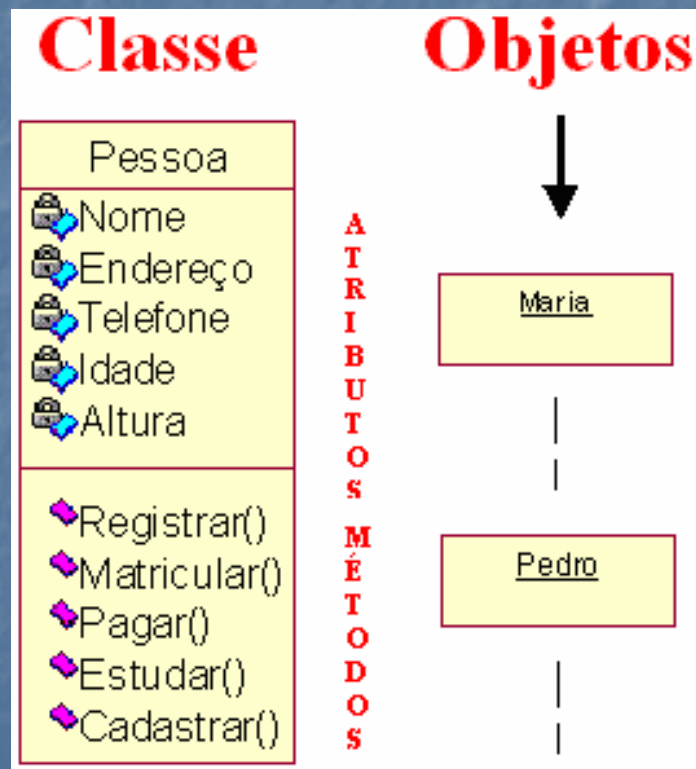 Classe
Objetos
Pessoa
Nome
Endereço
Telefone
Idade
Altura
Registrar()
Matricular()
Pagar()
Estudar()
Cadastrar()
ATRIBUTOS
MÉTODOS
Maria
Pedro